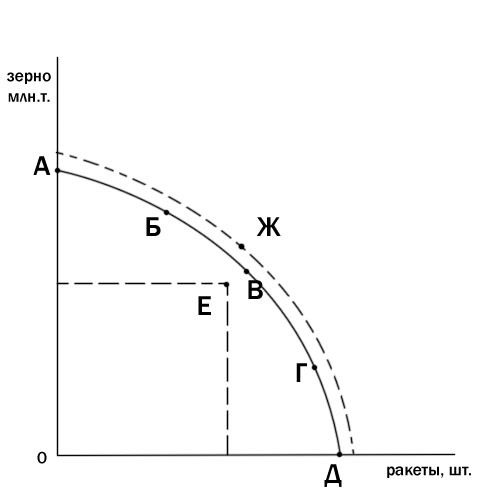 зерно
млн.т.
А
Б
Ж
В
Е
Г
0
Д
ракеты, шт.